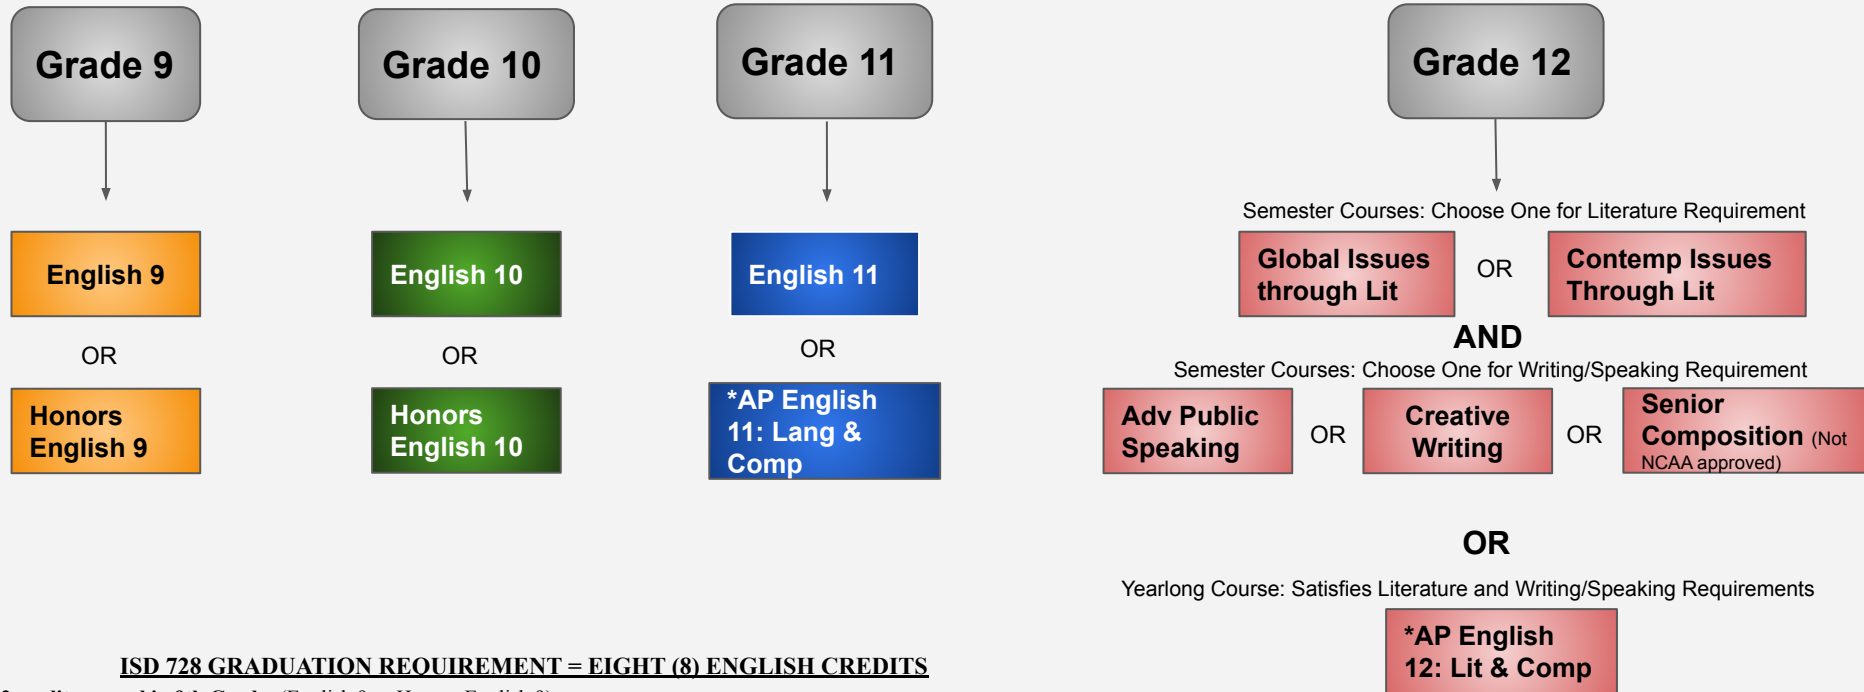 Grade 9
Grade 10
Grade 11
Grade 12
English 9
OR
Honors
English 9
English 10
OR
Honors
English 10
English 11
OR
*AP English
11: Lang &
Comp
Semester Courses: Choose One for Literature Requirement
Global Issues
through Lit
OR
Contemp Issues
Through Lit
AND
Semester Courses: Choose One for Writing/Speaking Requirement
Adv Public
Speaking
OR
Creative
Writing
OR
Senior
Composition (Not
NCAA approved)
OR
Yearlong Course: Satisfies Literature and Writing/Speaking Requirements
*AP English
12: Lit & Comp
ISD 728 GRADUATION REQUIREMENT = EIGHT (8) ENGLISH CREDITS